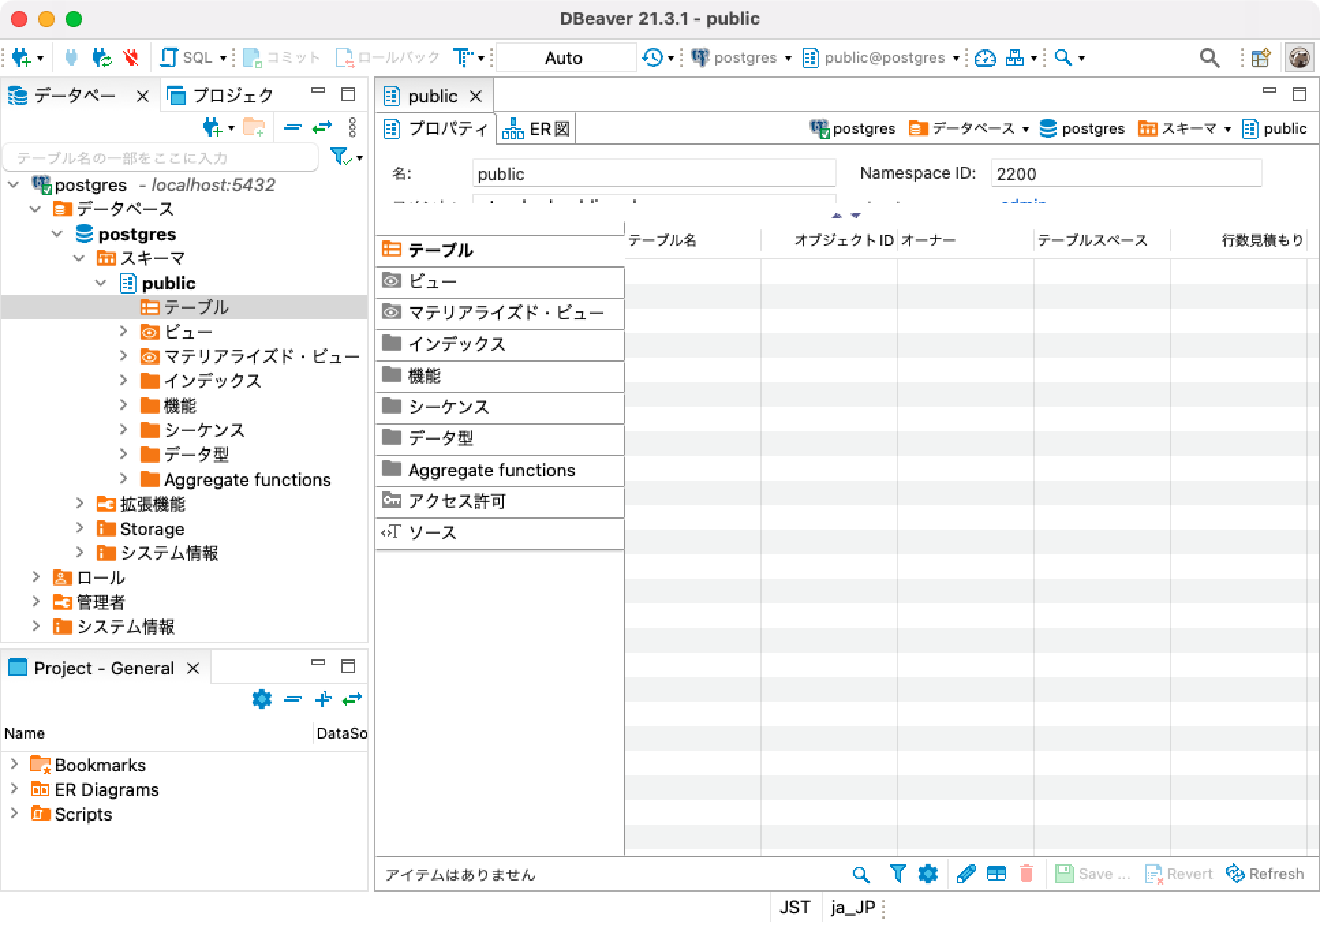 DBeaver 21.3.1 - public
SQL コミット ロールバック Auto postgres public@postgres
データベー プロジェク
テーブル名の一部をここに入力
postgres - localhost:5432
データベース
postgres
スキーマ
public
テーブル
ビュー
マテリアライズド・ビュー
インデックス
機能
シーケンス
データ型
Aggregate functions
拡張機能
Storage
システム情報
ロール
管理者
システム情報
Project - General
Name DataSo
Bookmarks
ER Diagrams
Scripts
public
プロパティ ER図 postgres データベース postgres スキーマ public
名: public Namespace ID: 2200
テーブル
ビュー
マテリアライズド・ビュー
インデックス
機能
シーケンス
データ型
Aggregate functions
アクセス許可
ソース
テーブル名 オブジェクトID オーナー テーブルスペース 行数見積もり
アイテムはありません Save ... Revert Refresh
JST ja_JP